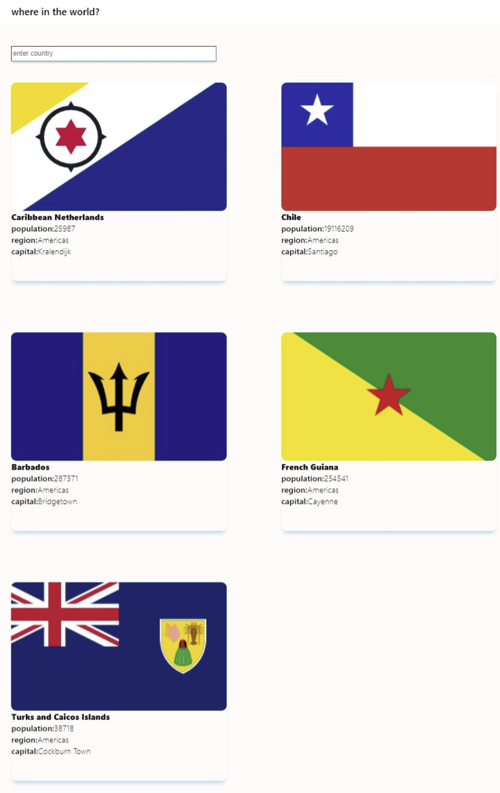 where in the world?
enter country
Caribbean Netherlands
population:25987
region:Americas
capital:Kralendijk
Chile
population:19116209
region:Americas
capital:Santiago
Barbados
population:287371
region:Americas
capital:Bridgetown
French Guiana
population:254541
region:Americas
capital:Cayenne
Turks and Caicos Islands
population:38718
region:Americas
capital:Cockburn Town